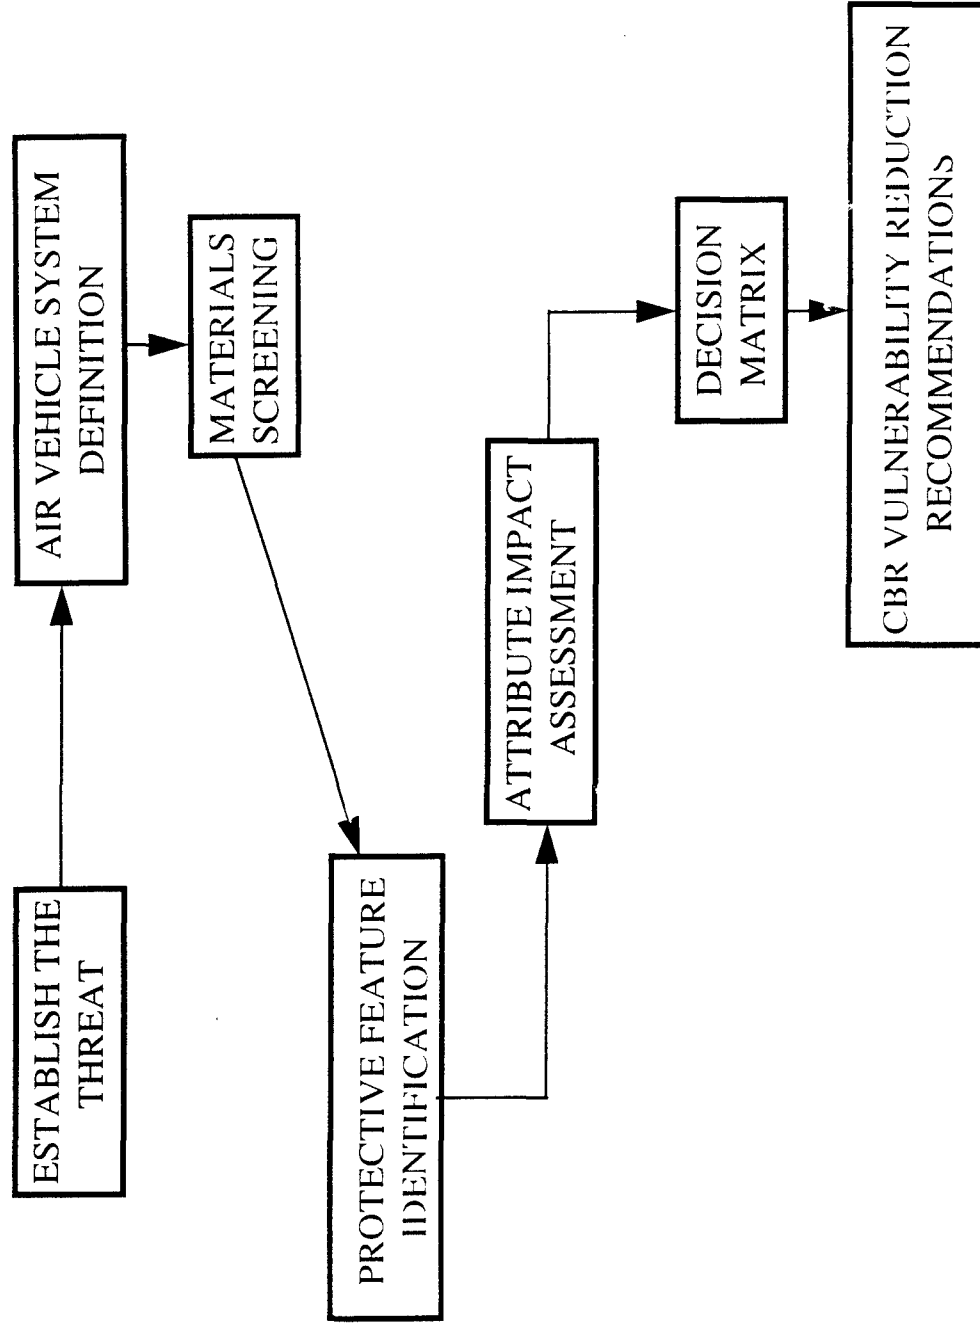 ESTABLISH THE
THREAT
AIR VEHICLE SYSTEM
DEFINITION
MATERIALS
SCREENING
PROTECTIVE FEATURE
IDENTIFICATION
ATTRIBUTE IMPACT
ASSESSMENT
DECISION
MATRIX
CBR VULNERABILITY REDUCTION
RECOMMENDATIONS